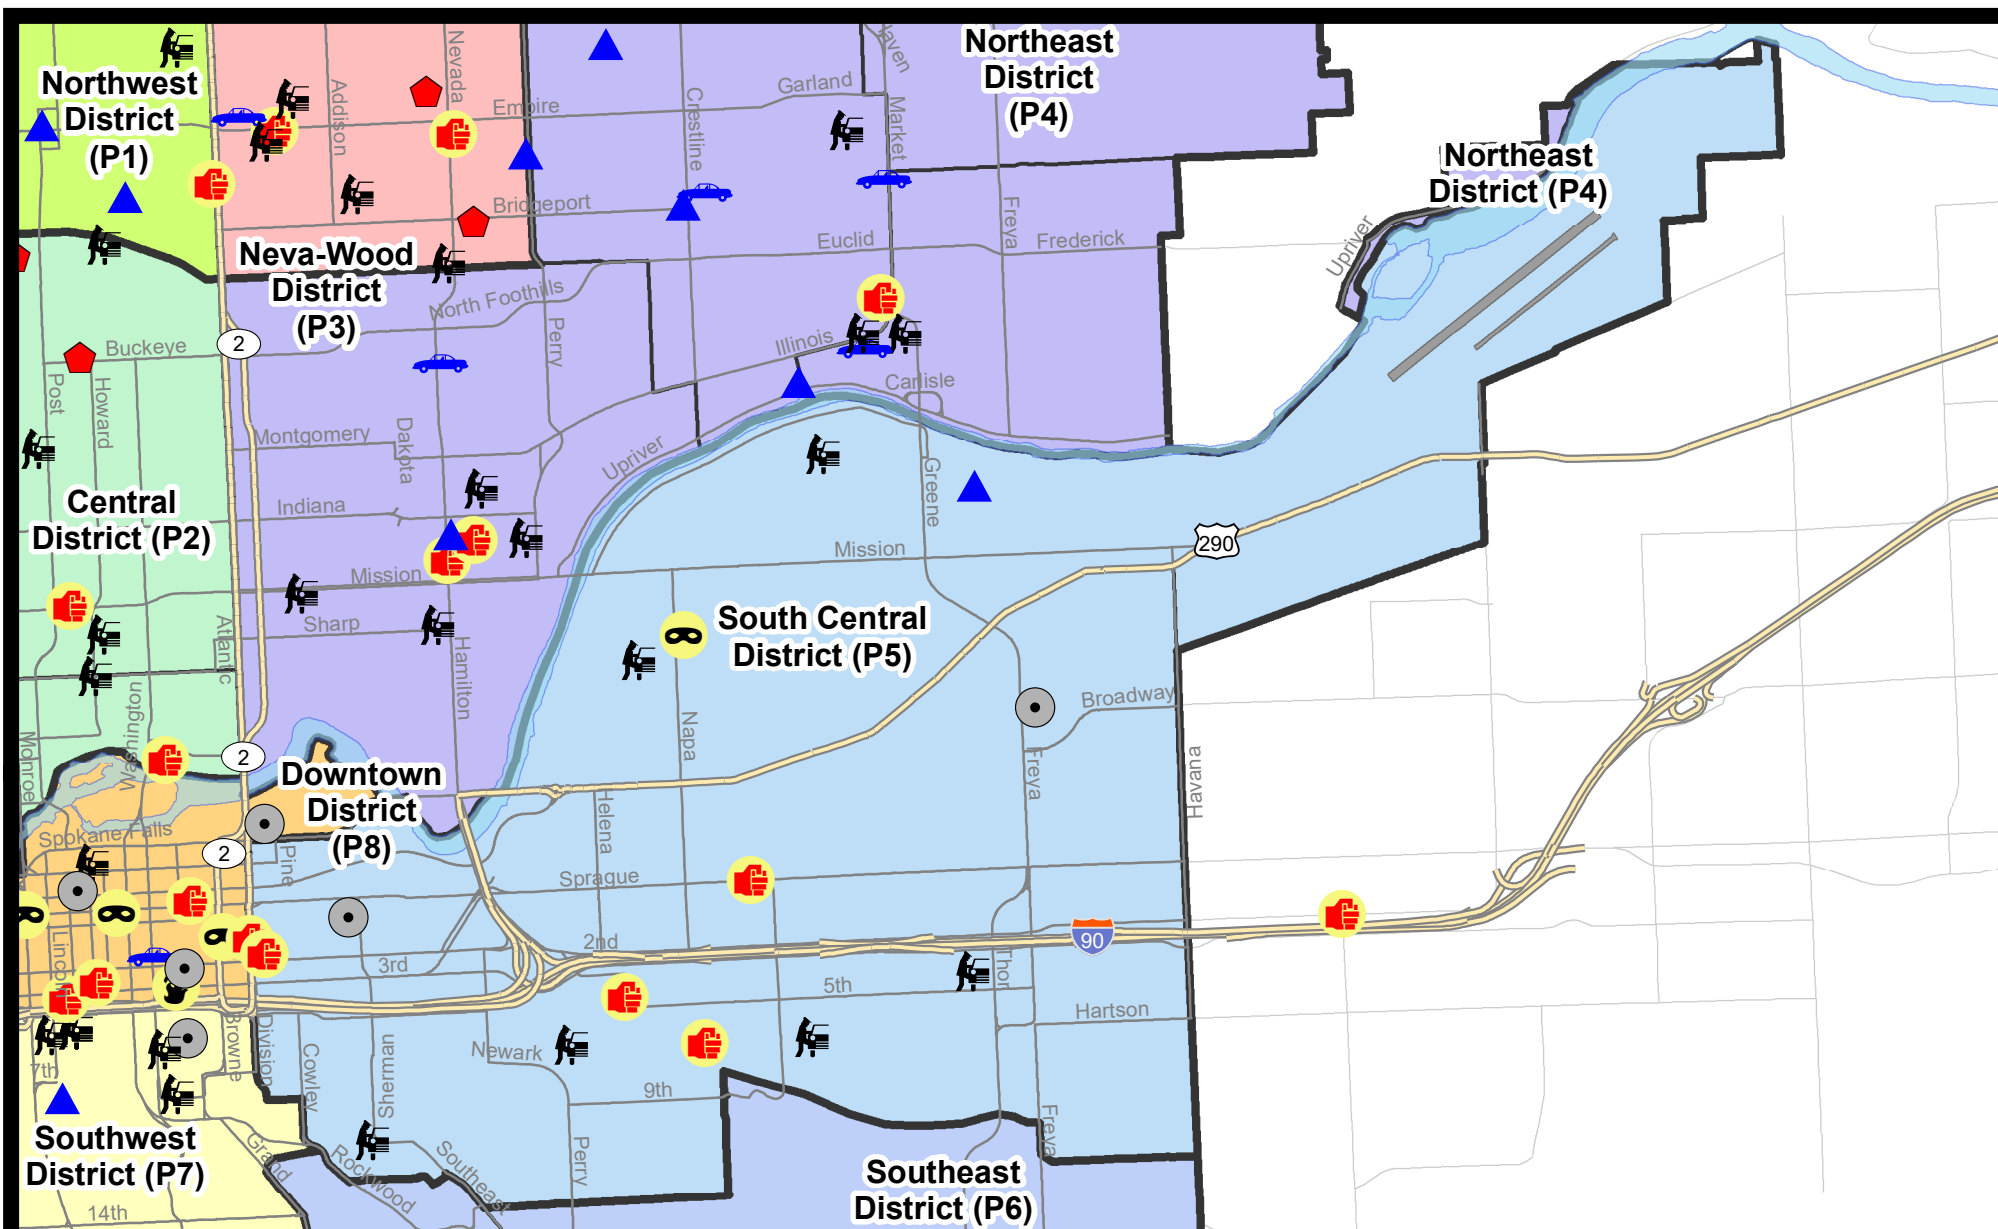 Northwest
District
(P1)
Nevada
Addison
Empire
Garland
Haven
Crestline
Market
Northeast
District
(P4)
Northeast
District (P4)
Bridgeport
Euclid
Freya
Frederick
Upriver
Neva-Wood
District
(P3)
North Foothills
Perry
Buckeye
2
Post
Howard
Illinois
Carlisle
Montgomery
Dakota
Upriver
Greene
Central
District (P2)
Indiana
Mission
Mission
290
Sharp
Atlantic
Hamilton
South Central
District (P5)
Broadway
Washington
Monroe
Napa
Freya
Havana
2
Downtown
District
(P8)
Helena
Spokane Falls
2
Pine
Sprague
Lincoln
2nd
3rd
90
5th
Thor
Hartson
Browne
Division
Cowley
Sherman
Newark
7th
9th
Perry
Freya
Southwest
District (P7)
Grand
Rockwood
Southeast
Southeast
District (P6)
14th